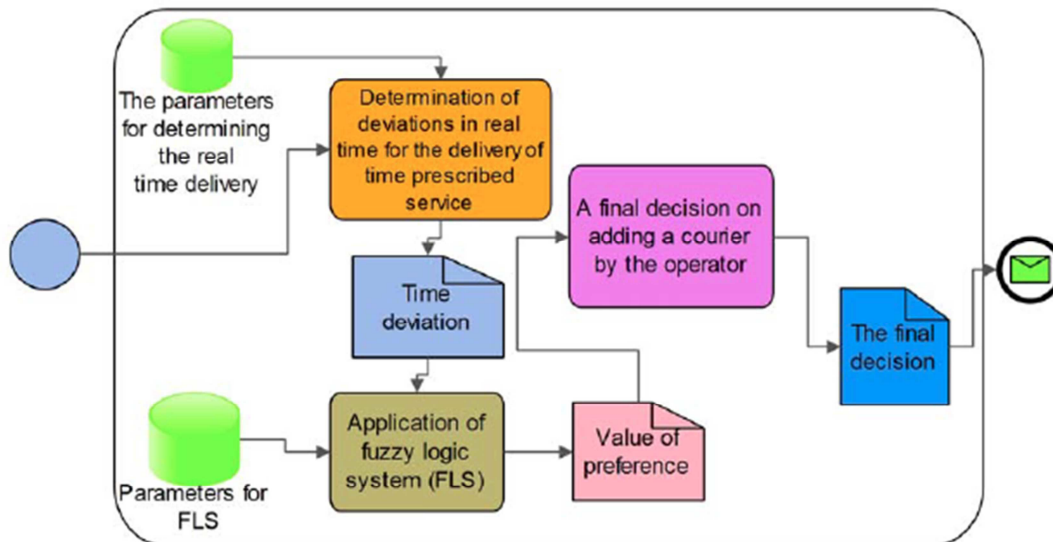 The parameters
for determining
the real
time delivery
Determination of
deviations in real
time for the delivery of
time prescribed
service
A final decision on
adding a courier
by the operator
Time
deviation
The final
decision
Application of
fuzzy logic
system (FLS)
Value of
preference
Parameters for
FLS